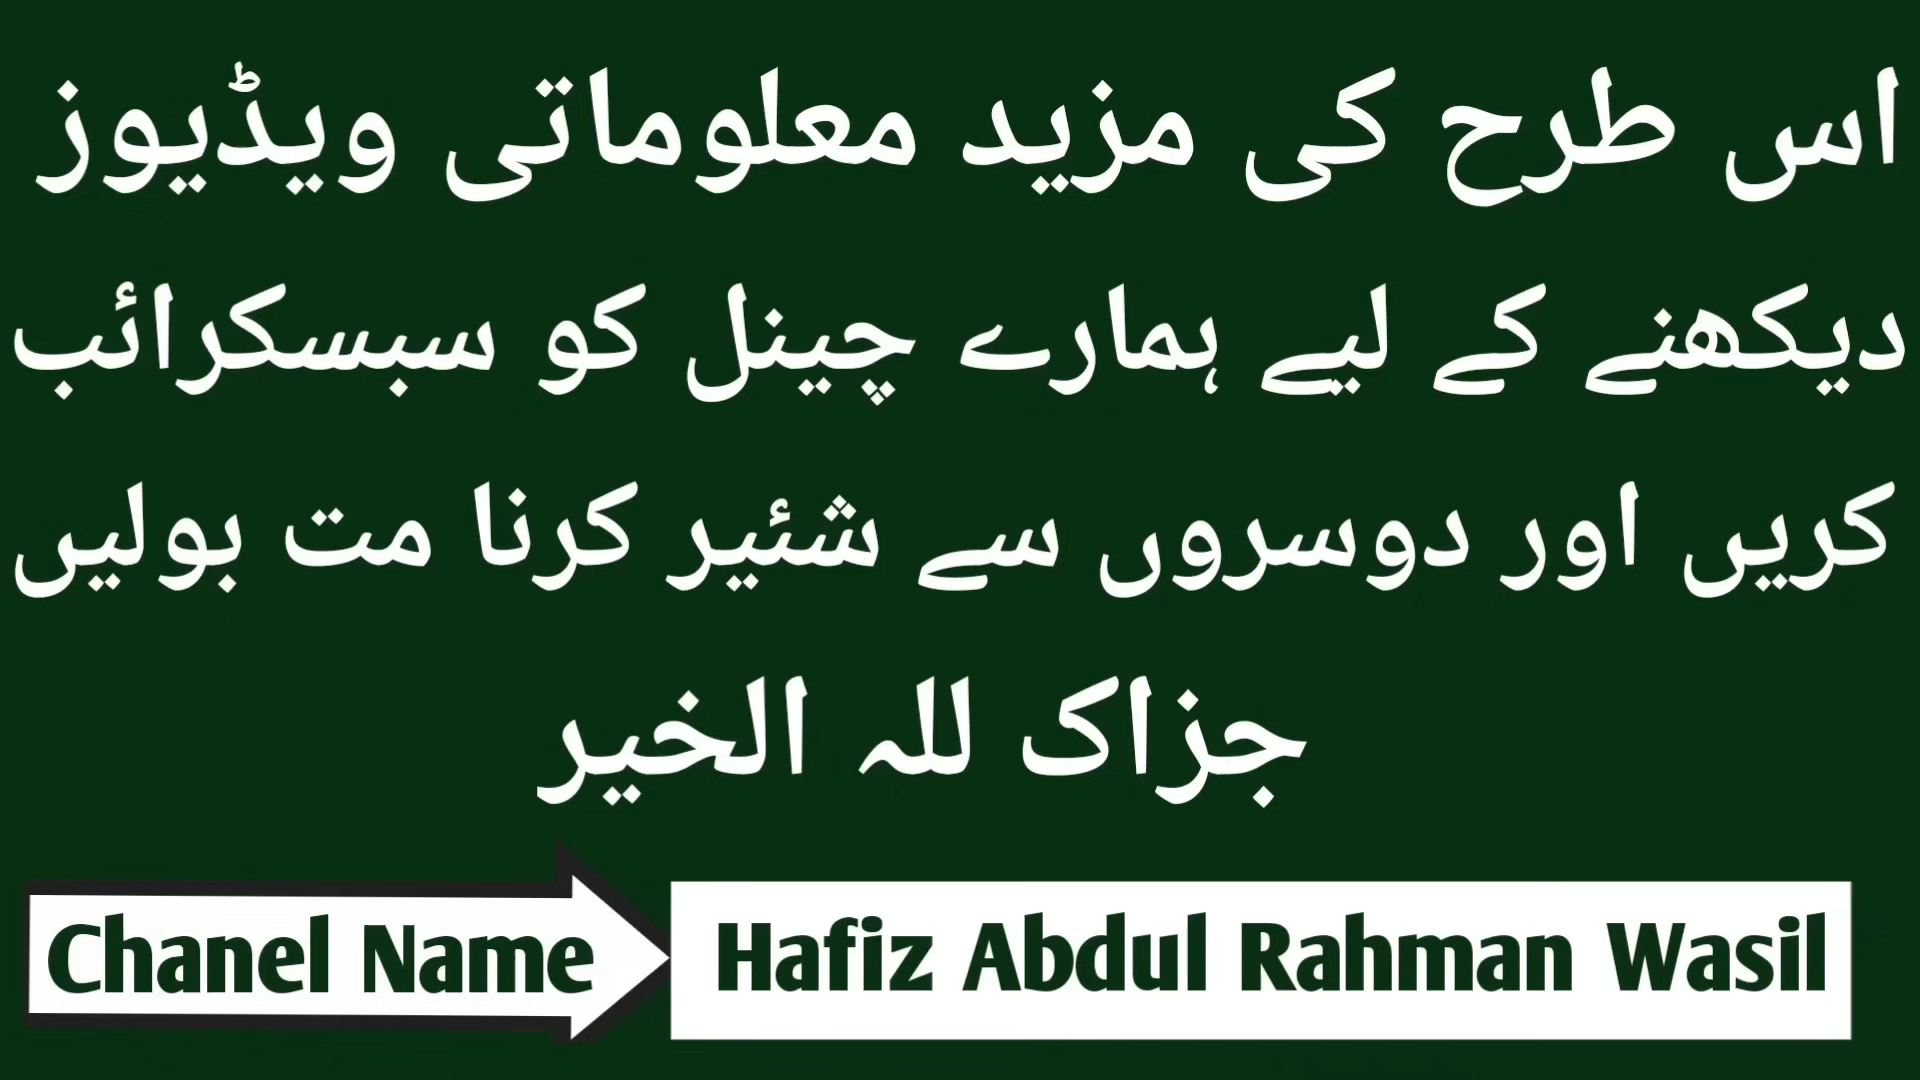 اس طرح کی مزید معلوماتی ویڈیوز
دیکھنے کے لیے ہمارے چینل کو سبسکرائب
کریں اور دوسروں سے شئیر کرنا مت بولیں
جزاک للہ الخیر
Chanel Name
Hafiz Abdul Rahman Wasil